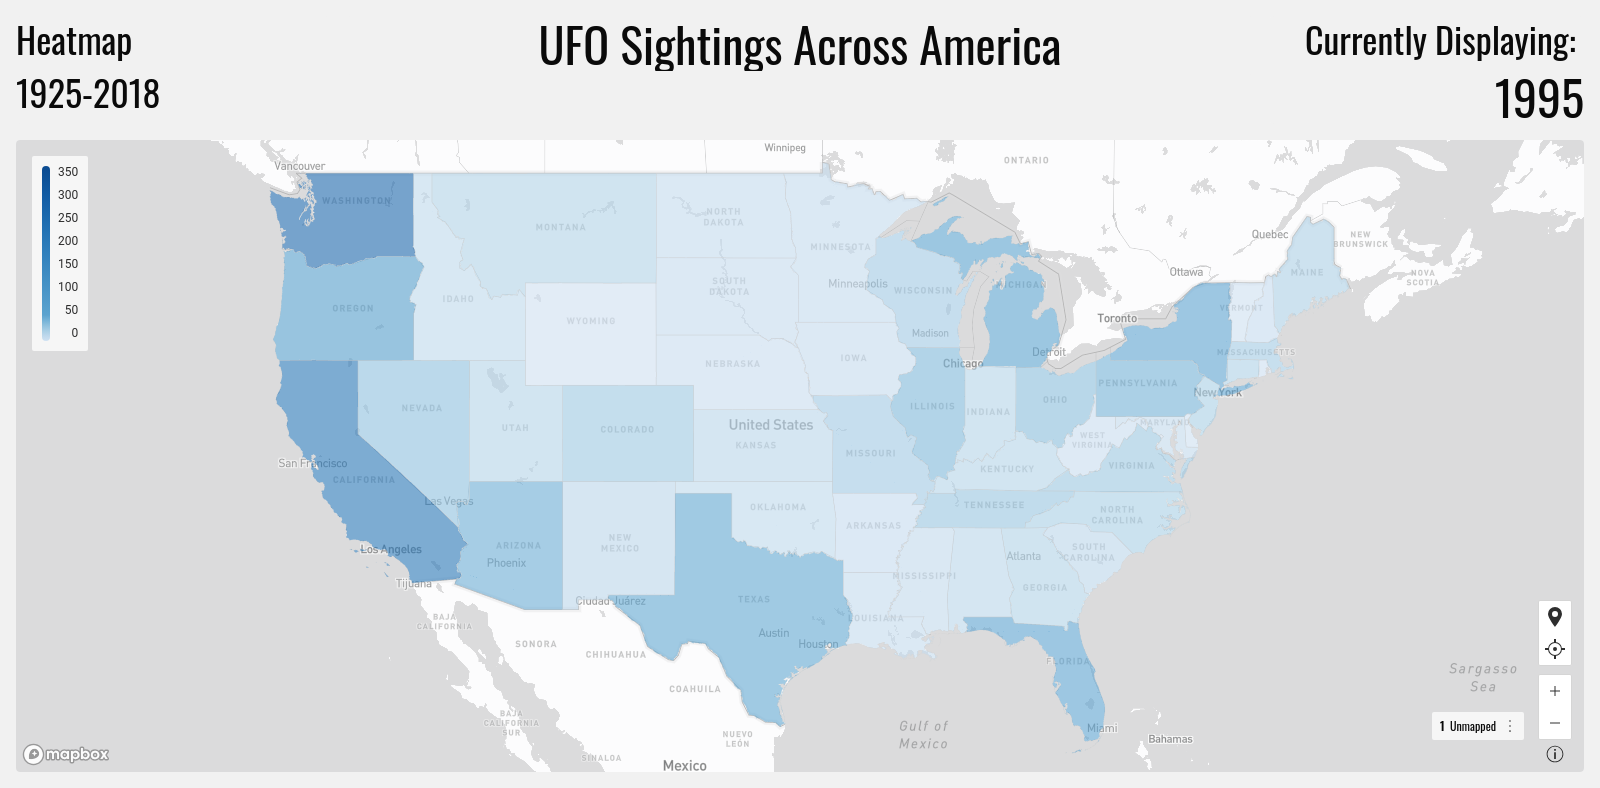 Heatmap
1925-2018
UFO Sightings Across America
Currently Displaying:
1995
350
300
250
200
150
100
50
0
Vancouver
Winnipeg
ONTARIO
WASHINGTON
MONTANA
NORTH
DAKOTA
MINNESOTA
Quebec
NEW
BRUNSWICK
Ottawa
MAINE
NOVA
SCOTIA
OREGON
IDAHO
SOUTH
DAKOTA
Minneapolis
WISCONSIN
MICHIGAN
WYOMING
Toronto
VERMONT
Madison
NEBRASKA
IOWA
Chicago
Detroit
MASSACHUSETTS
NEVADA
UTAH
COLORADO
United States
KANSAS
ILLINOIS
INDIANA
OHIO
PENNSYLVANIA
New York
MARYLAND
WEST
VIRGINIA
San Francisco
CALIFORNIA
MISSOURI
KENTUCKY
VIRGINIA
Las Vegas
OKLAHOMA
TENNESSEE
NORTH
CAROLINA
Los Angeles
ARIZONA
Phoenix
NEW
MEXICO
ARKANSAS
Atlanta
SOUTH
CAROLINA
Tijuana
MISSISSIPPI
GEORGIA
Ciudad Juárez
TEXAS
LOUISIANA
BAJA
CALIFORNIA
SONORA
CHIHUAHUA
Austin
Houston
FLORIDA
Sargasso
Sea
COAHUILA
BAJA
CALIFORNIA
SUR
NUEVO
LEÓN
Gulf of
Mexico
Miami
Bahamas
1 Unmapped
SINALOA
Mexico
mapbox